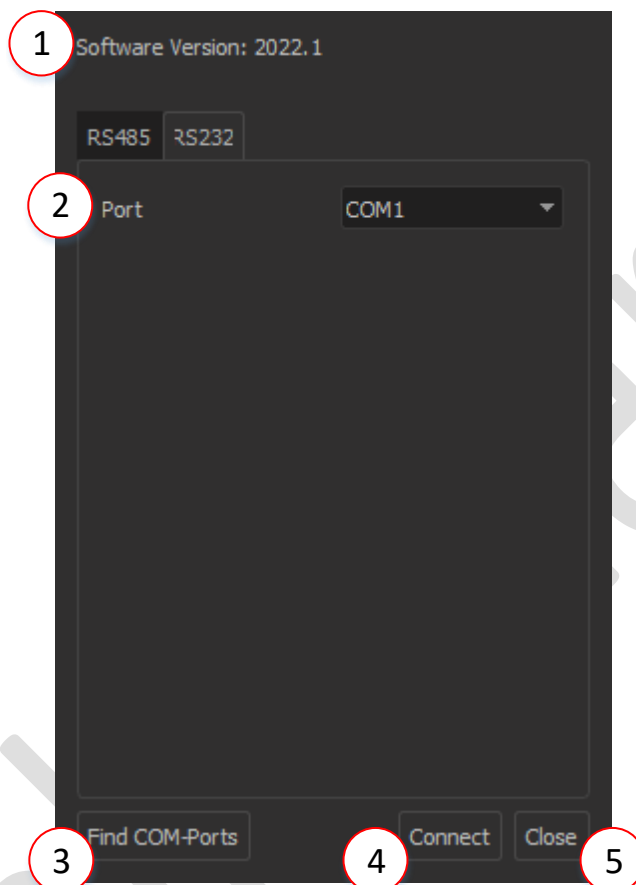 1 Software Version: 2022.1
RS485 RS232
2 Port COM1
Find COM-Ports Connect Close
3 4 5